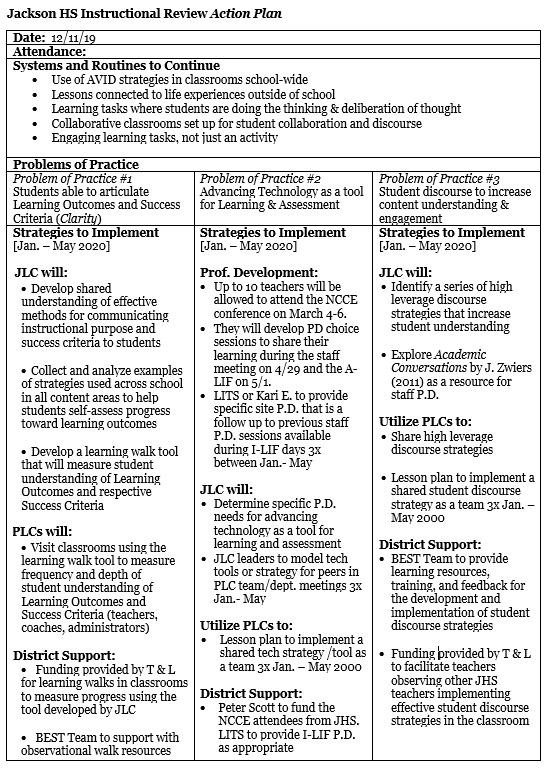 Jackson HS Instructional Review Action Plan
Date: 12/11/19
Attendance:
Systems and Routines to Continue
• Use of AVID strategies in classrooms school-wide
• Lessons connected to life experiences outside of school
• Learning tasks where students are doing the thinking & deliberation of thought
• Collaborative classrooms set up for student collaboration and discourse
• Engaging learning tasks, not just an activity
Problems of Practice
Problem of Practice #1
Students able to articulate
Learning Outcomes and Success
Criteria (Clarity)
Strategies to Implement
[Jan. – May 2020]
JLC will:
• Develop shared
understanding of effective
methods for communicating
instructional purpose and
success criteria to students
• Collect and analyze examples
of strategies used across school
in all content areas to help
students self-assess progress
toward learning outcomes
• Develop a learning walk tool
that will measure student
understanding of Learning
Outcomes and respective
Success Criteria
PLCs will:
• Visit classrooms using the
learning walk tool to measure
frequency and depth of
student understanding of
Learning Outcomes and
Success Criteria (teachers,
coaches, administrators)
District Support:
• Funding provided by T & L
for learning walks in classrooms
to measure progress using the
tool developed by JLC
• BEST Team to support with
observational walk resources
Problem of Practice #2
Advancing Technology as a tool
for Learning & Assessment
Strategies to Implement
[Jan. – May 2020]
Prof. Development:
• Up to 10 teachers will be
allowed to attend the NCCE
conference on March 4-6.
• They will develop PD choice
sessions to share their
learning during the staff
meeting on 4/29 and the A-
LIF on 5/1.
• LITS or Kari E. to provide
specific site P.D. that is a
follow up to previous staff
P.D. sessions available
during I-LIF days 3x
between Jan.- May
JLC will:
• Determine specific P.D.
needs for advancing
technology as a tool for
learning and assessment
• JLC leaders to model tech
tools or strategy for peers in
PLC team/dept. meetings 3x
Jan.- May
Utilize PLCs to:
• Lesson plan to implement a
shared tech strategy /tool as
a team 3x Jan. – May 2000
District Support:
• Peter Scott to fund the
NCCE attendees from JHS.
LITS to provide I-LIF P.D.
as appropriate
Problem of Practice #3
Student discourse to increase
content understanding &
engagement
Strategies to Implement
[Jan. – May 2020]
JLC will:
• Identify a series of high
leverage discourse
strategies that increase
student understanding
• Explore Academic
Conversations by J. Zwiers
(2011) as a resource for
staff P.D.
Utilize PLCs to:
• Share high leverage
discourse strategies
• Lesson plan to implement a
shared student discourse
strategy as a team 3x Jan. –
May 2000
District Support:
• BEST Team to provide
learning resources,
training, and feedback for
the development and
implementation of student
discourse strategies
• Funding provided by T & L
to facilitate teachers
observing other JHS
teachers implementing
effective student discourse
strategies in the classroom